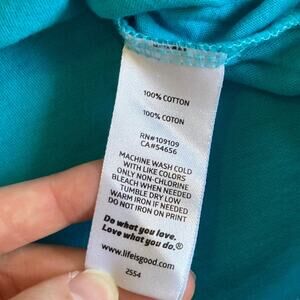 100% COTTON
100% COTON
RN#109109
CA#54656
MACHINE WASH COLD
WITH LIKE COLORS
ONLY NON-CHLORINE
BLEACH WHEN NEEDED
TUMBLE DRY LOW
WARM IRON IF NEEDED
DO NOT IRON ON PRINT
Do what you love.
Love what you do.®
www.lifeisgood.com
2554